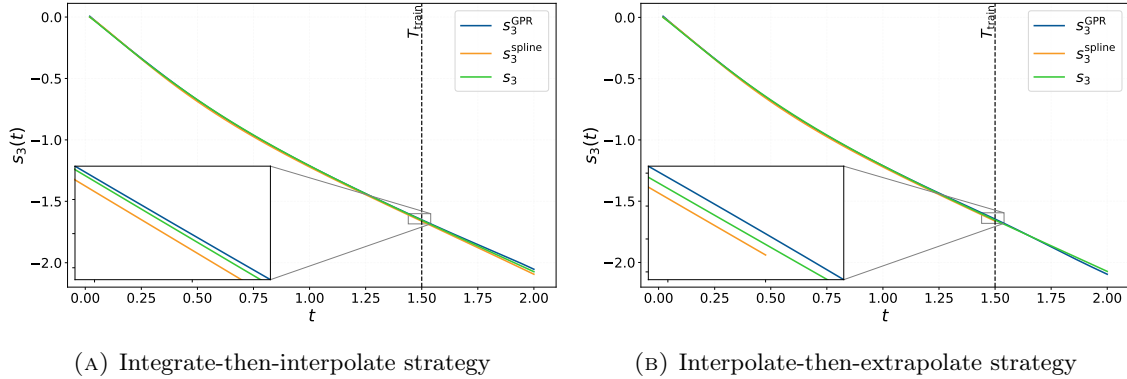 0.0
−0.5
−1.0
−1.5
−2.0
s₃(t)
0.00 0.25 0.50 0.75 1.00 1.25 1.50 1.75 2.00
t
T_train
s₃^GPR
s₃^spline
s₃
(A) Integrate-then-interpolate strategy
0.0
−0.5
−1.0
−1.5
−2.0
s₃(t)
0.00 0.25 0.50 0.75 1.00 1.25 1.50 1.75 2.00
t
T_train
s₃^GPR
s₃^spline
s₃
(B) Interpolate-then-extrapolate strategy